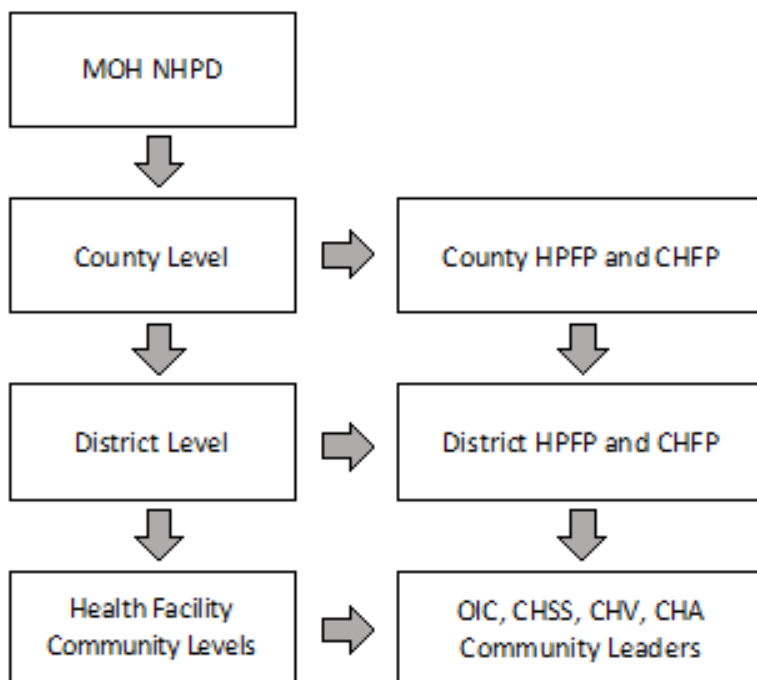 MOH NHPD
County Level
County HPFP and CHFP
District Level
District HPFP and CHFP
Health Facility
Community Levels
OIC, CHSS, CHV, CHA
Community Leaders